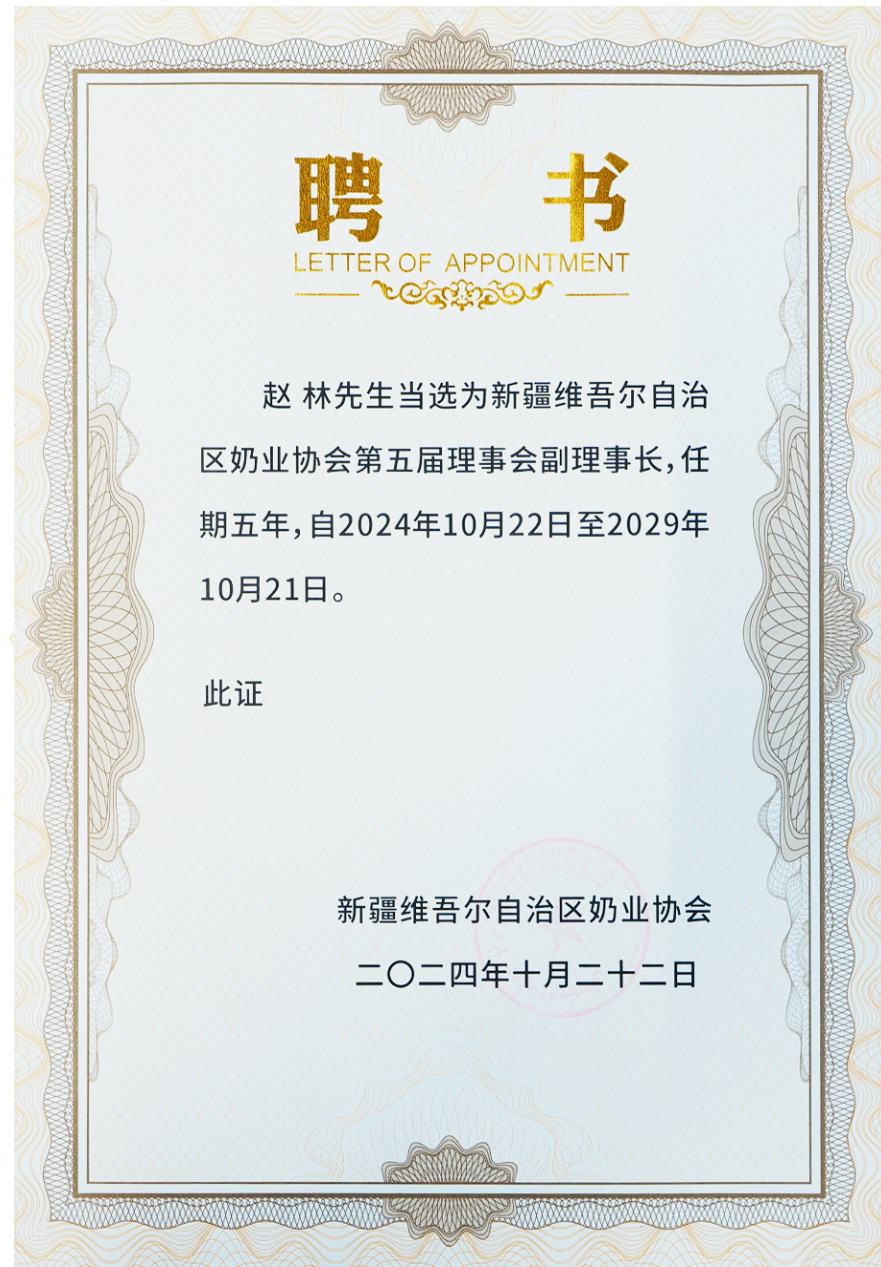 聘 书
LETTER OF APPOINTMENT
赵 林先生当选为新疆维吾尔自治
区奶业协会第五届理事会副理事长，任
期五年，自2024年10月22日至2029年
10月21日。
此证
新疆维吾尔自治区奶业协会
二〇二四年十月二十二日